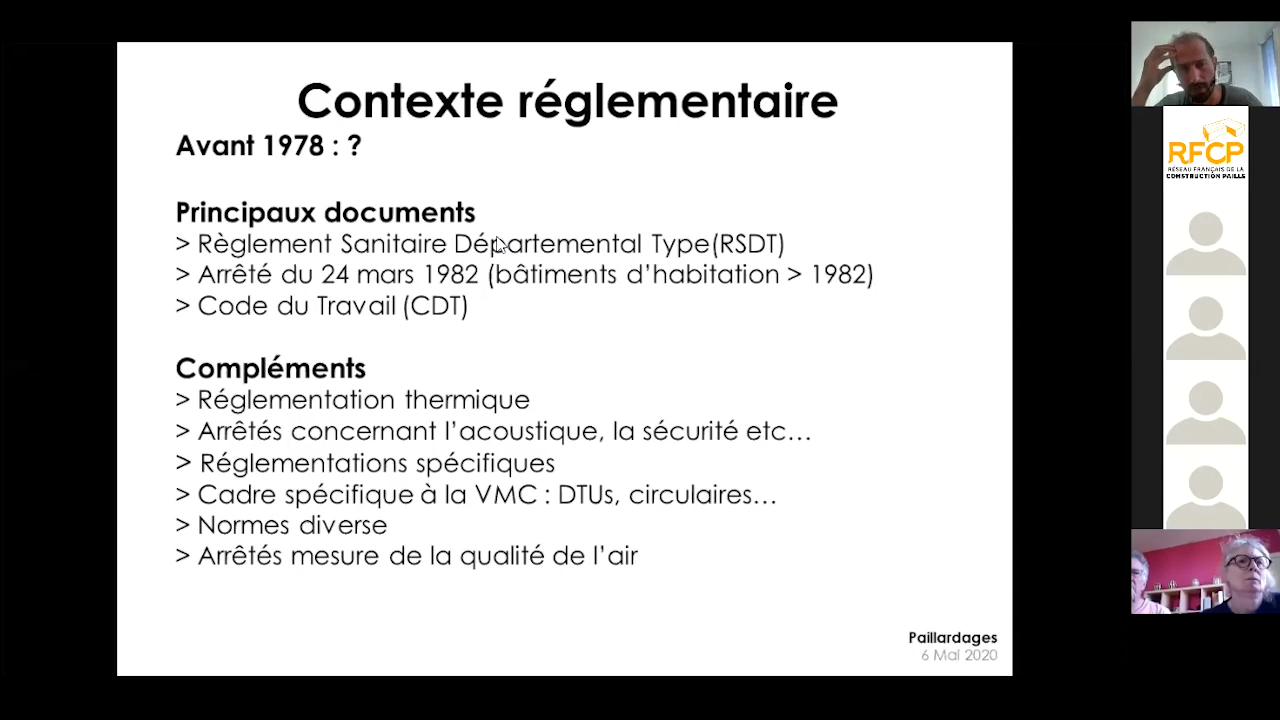 Contexte réglementaire
Avant 1978 : ?
Principaux documents
> Règlement Sanitaire Départemental Type(RSDT)
> Arrêté du 24 mars 1982 (bâtiments d’habitation > 1982)
> Code du Travail (CDT)
Compléments
> Réglementation thermique
> Arrêtés concernant l’acoustique, la sécurité etc…
> Réglementations spécifiques
> Cadre spécifique à la VMC : DTUs, circulaires…
> Normes diverse
> Arrêtés mesure de la qualité de l’air
Paillardages
6 Mai 2020
RFCP
RÉSEAU FRANÇAIS DE LA
CONSTRUCTION PAILLE